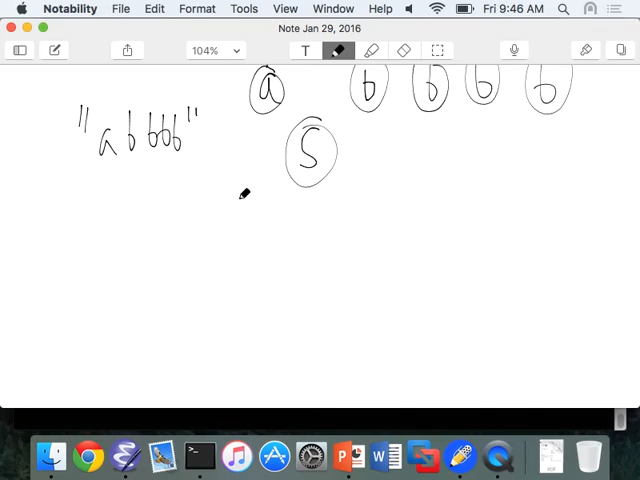 Notability File Edit Format Tools View Window Help Fri 9:46 AM
Note Jan 29, 2016
104% T
a b b b b
"abbbb"
S